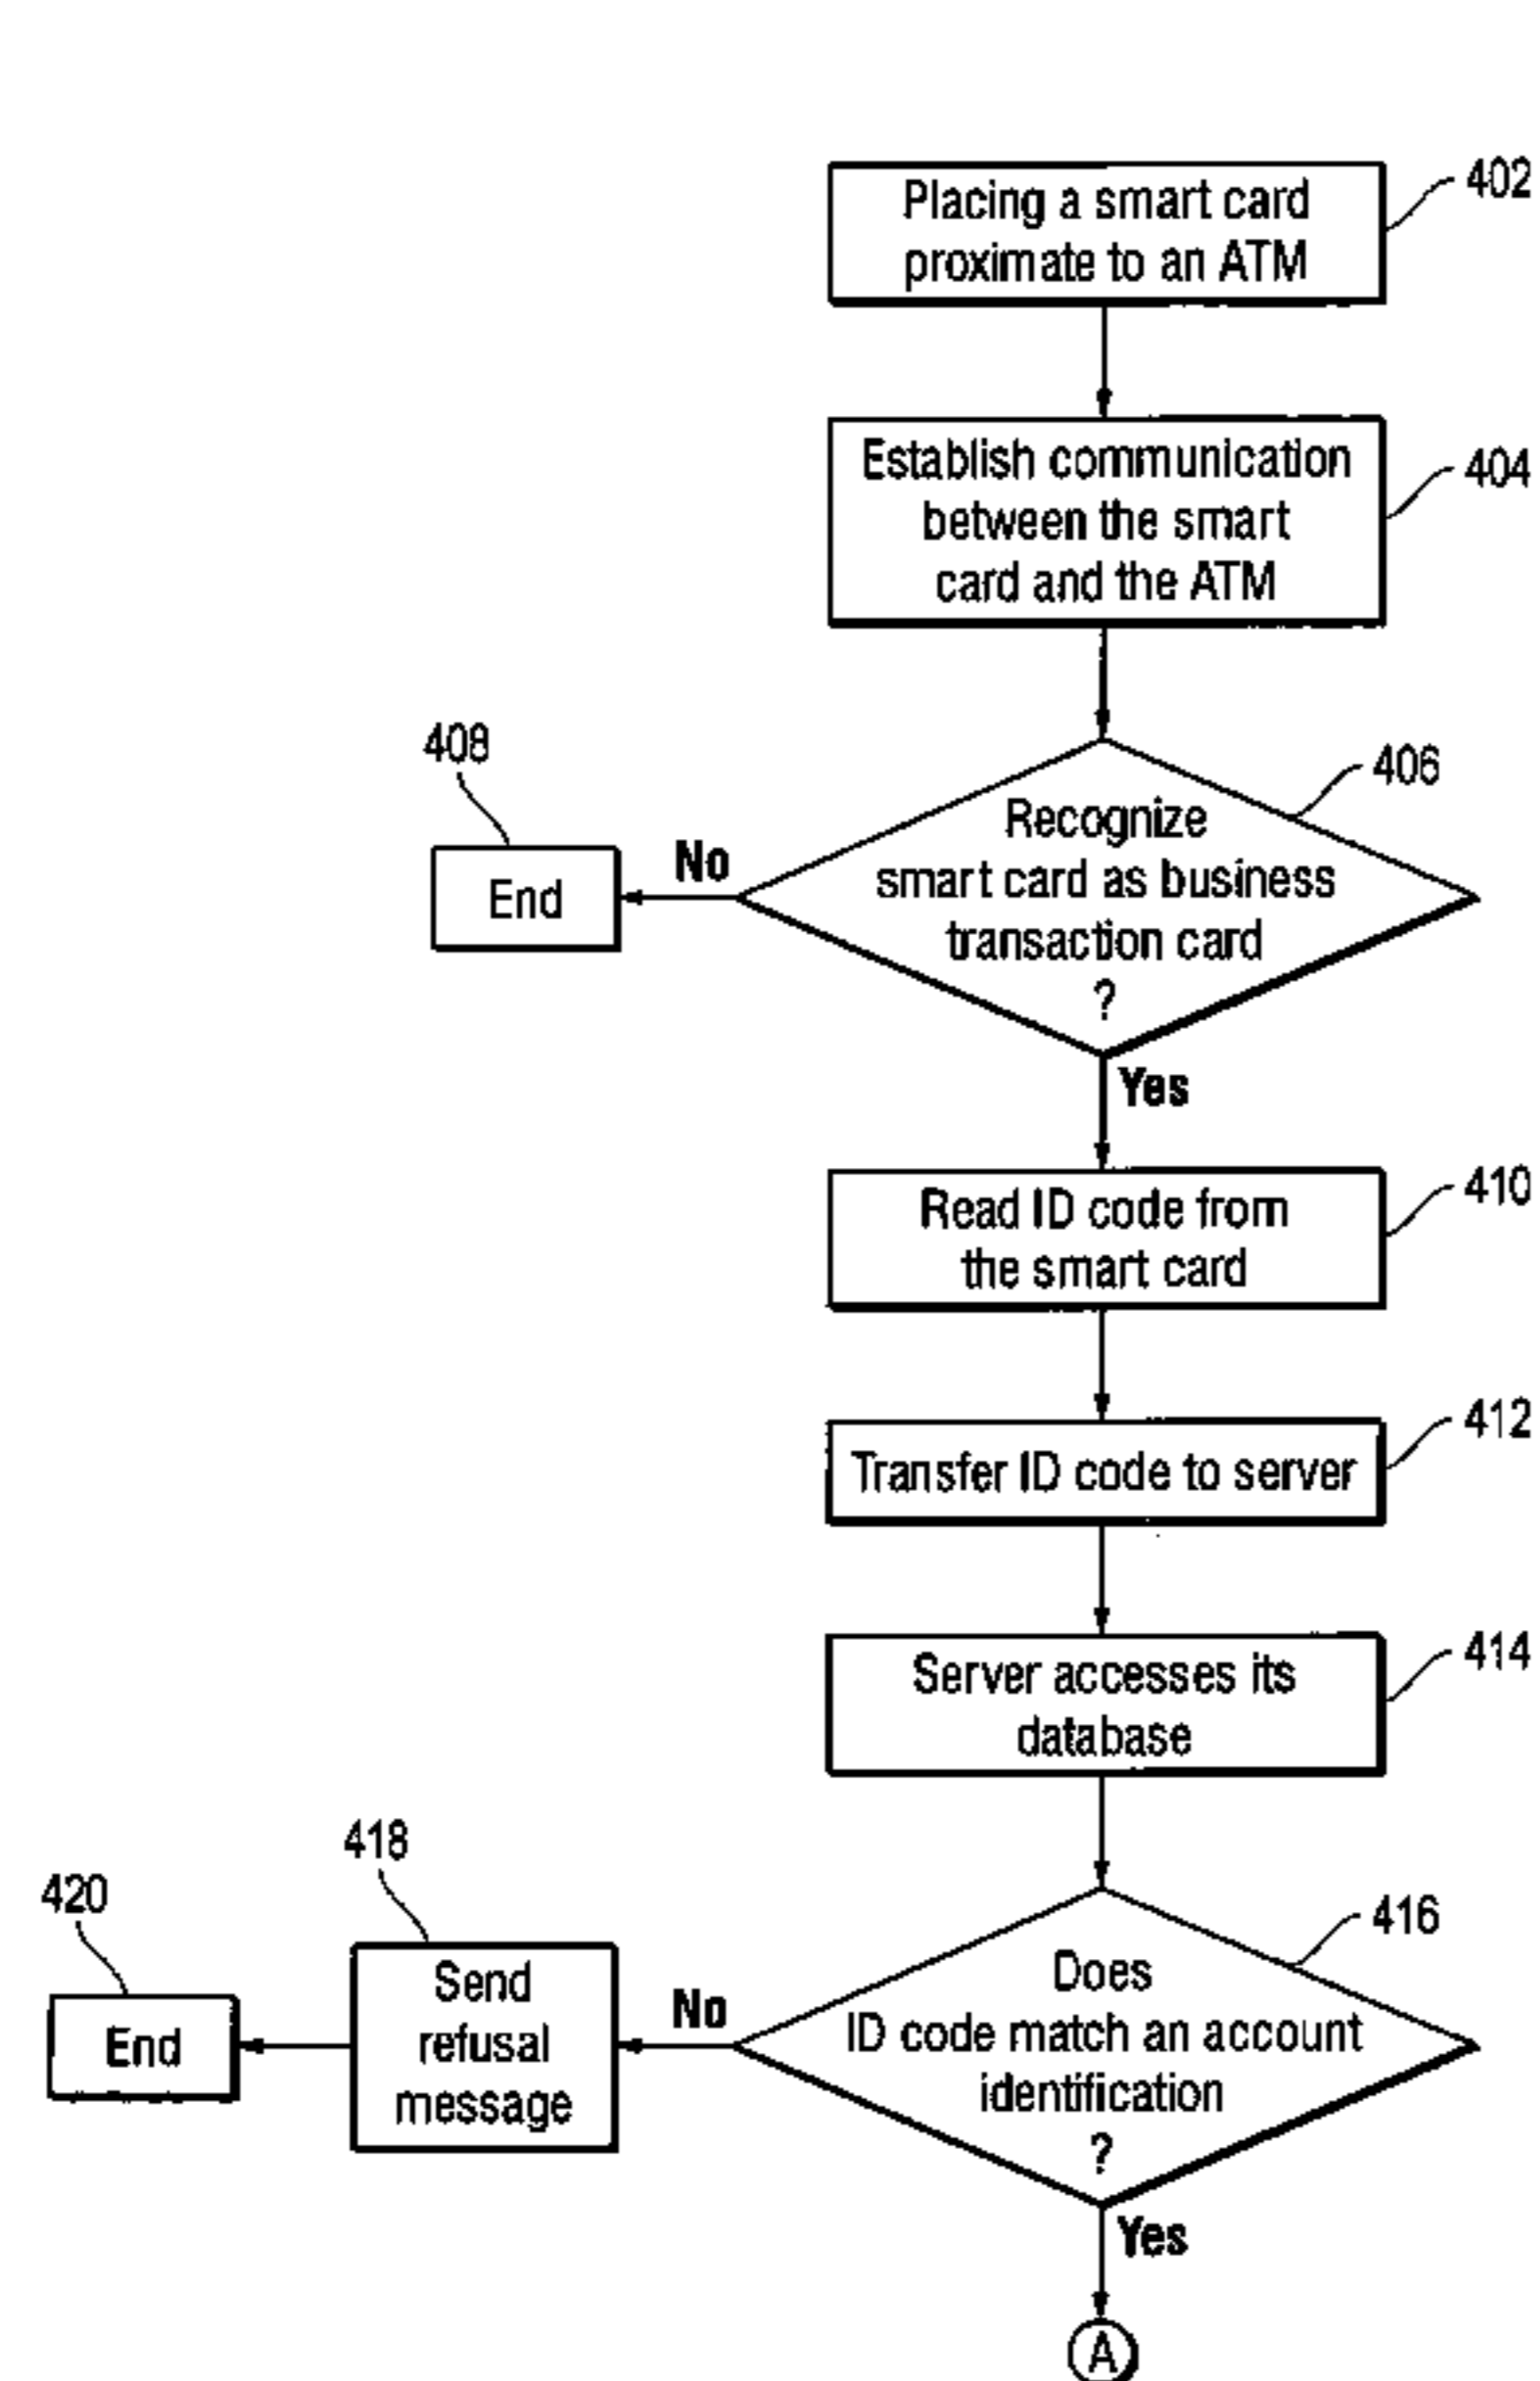 402
Placing a smart card
proximate to an ATM
404
Establish communication
between the smart
card and the ATM
408
406
Recognize
smart card as business
transaction card
?
No
End
Yes
410
Read ID code from
the smart card
412
Transfer ID code to server
414
Server accesses its
database
418
420
416
Does
ID code match an account
identification
?
No
Send
refusal
message
End
Yes
A